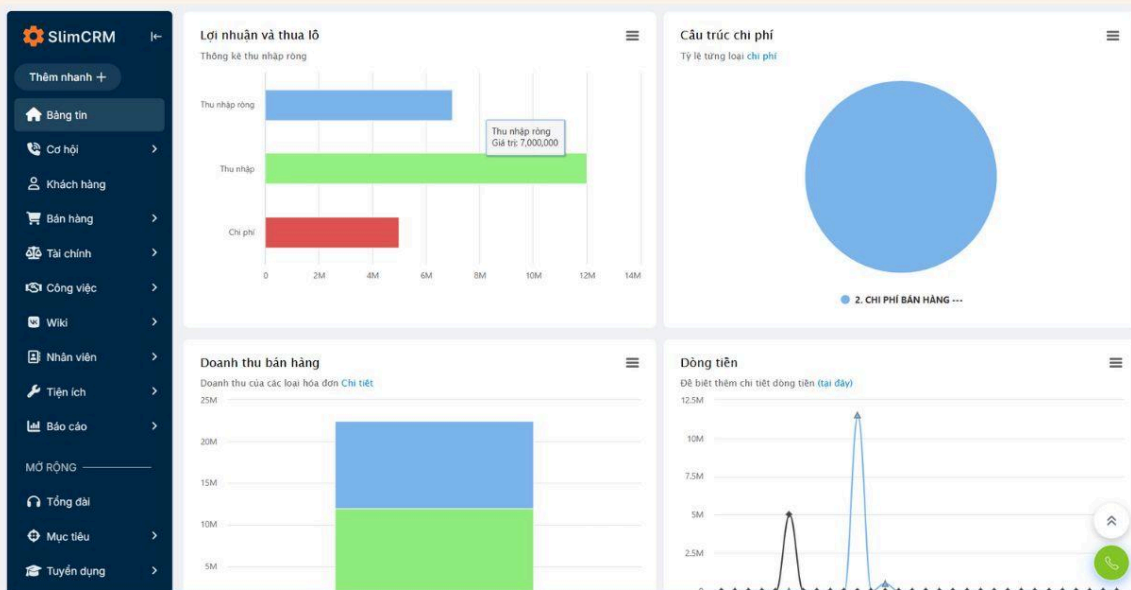 SlimCRM
Thêm nhanh +
Bảng tin
Cơ hội
Khách hàng
Bán hàng
Tài chính
Công việc
Wiki
Nhân viên
Tiện ích
Báo cáo
MỞ RỘNG
Tổng đài
Mục tiêu
Tuyển dụng
Lợi nhuận và thua lỗ
Thống kê thu nhập ròng
Thu nhập ròng
Thu nhập ròng
Giá trị: 7,000,000
Thu nhập
Chi phí
0 2M 4M 6M 8M 10M 12M 14M
Cấu trúc chi phí
Tỷ lệ từng loại chi phí
2. CHI PHÍ BÁN HÀNG ---
Doanh thu bán hàng
Doanh thu của các loại hóa đơn Chi tiết
25M
20M
15M
10M
5M
Dòng tiền
Để biết thêm chi tiết dòng tiền (tại đây)
12.5M
10M
7.5M
5M
2.5M